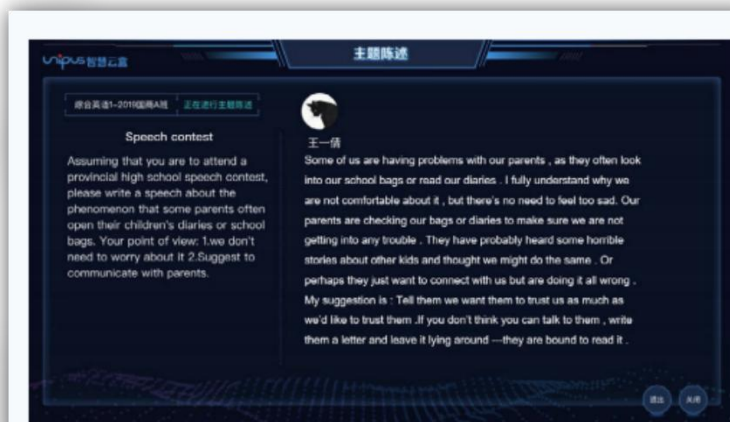 主题陈述
Unipus智慧云盒
综合英语1-2019国商A班
正在进行主题陈述
Speech contest
Assuming that you are to attend a
provincial high school speech contest,
please write a speech about the
phenomenon that some parents often
open their children's diaries or school
bags. Your point of view: 1.we don't
need to worry about it 2.Suggest to
communicate with parents.
王一倩
Some of us are having problems with our parents , as they often look
into our school bags or read our diaries . I fully understand why we
are not comfortable about it , but there's no need to feel too sad. Our
parents are checking our bags or diaries to make sure we are not
getting into any trouble . They have probably heard some horrible
stories about other kids and thought we might do the same . Or
perhaps they just want to connect with us but are doing it all wrong .
My suggestion is : Tell them we want them to trust us as much as
we'd like to trust them .If you don't think you can talk to them , write
them a letter and leave it lying around —they are bound to read it .
退出
关闭